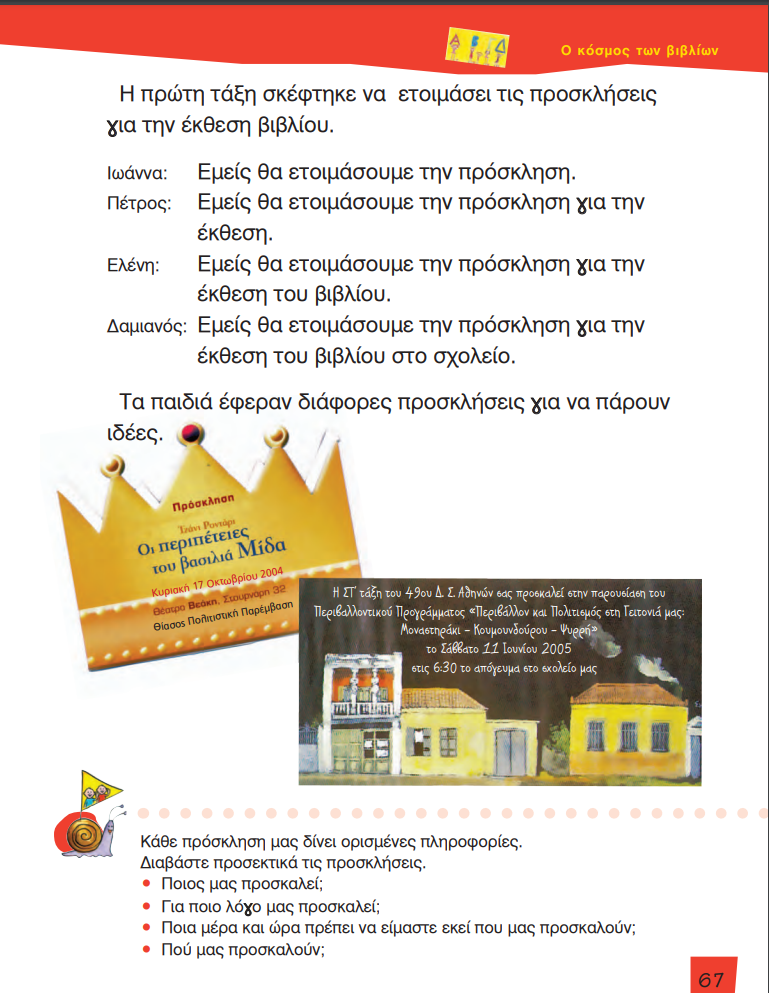 Ο κόσμος των βιβλίων
Η πρώτη τάξη σκέφτηκε να ετοιμάσει τις προσκλήσεις
για την έκθεση βιβλίου.
Ιωάννα: Εμείς θα ετοιμάσουμε την πρόσκληση.
Πέτρος: Εμείς θα ετοιμάσουμε την πρόσκληση για την
έκθεση.
Ελένη: Εμείς θα ετοιμάσουμε την πρόσκληση για την
έκθεση του βιβλίου.
Δαμιανός: Εμείς θα ετοιμάσουμε την πρόσκληση για την
έκθεση του βιβλίου στο σχολείο.
Τα παιδιά έφεραν διάφορες προσκλήσεις για να πάρουν
ιδέες.
Πρόσκληση
Τζάνι Ροντάρι
Οι περιπέτειες
του βασιλιά Μίδα
Κυριακή 17 Οκτωβρίου 2004
Θέατρο Βεάκη, Στουρνάρη 32
Θίασος Πολιτιστική Παρέμβαση
Η ΣΤ' τάξη του 49ου Δ. Σ. Αθηνών σας προσκαλεί στην παρουσίαση του
Περιβαλλοντικού Προγράμματος «Περιβάλλον και Πολιτισμός στη Γειτονιά μας:
Μοναστηράκι – Κουμουνδούρου – Ψυρρή»
το Σάββατο 11 Ιουνίου 2005
στις 6:30 το απόγευμα στο σχολείο μας
Κάθε πρόσκληση μας δίνει ορισμένες πληροφορίες.
Διαβάστε προσεκτικά τις προσκλήσεις.
• Ποιος μας προσκαλεί;
• Για ποιο λόγο μας προσκαλεί;
• Ποια μέρα και ώρα πρέπει να είμαστε εκεί που μας προσκαλούν;
• Πού μας προσκαλούν;
67